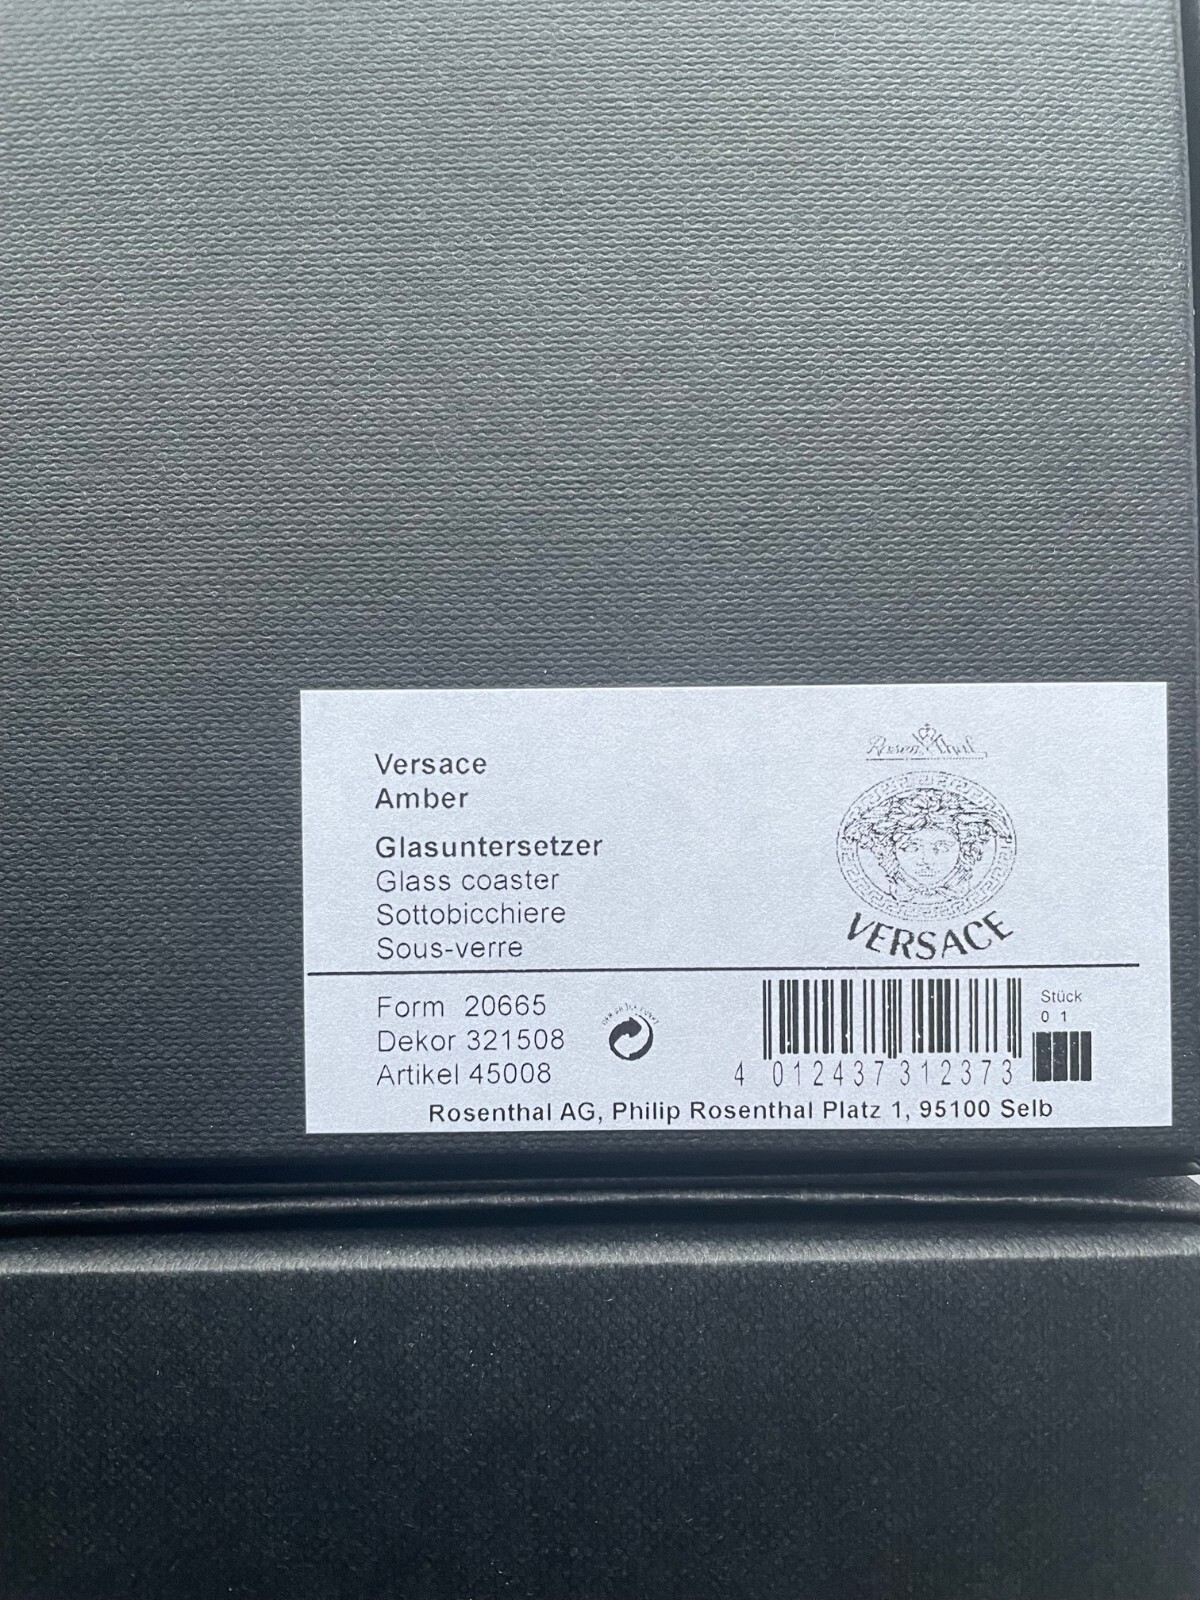 Versace
Amber
Glasuntersetzer
Glass coaster
Sottobicchiere
Sous-verre
Rosenthal
VERSACE
Form 20665
Dekor 321508
Artikel 45008
4 012437 312373
Stück
0 1
Rosenthal AG, Philip Rosenthal Platz 1, 95100 Selb